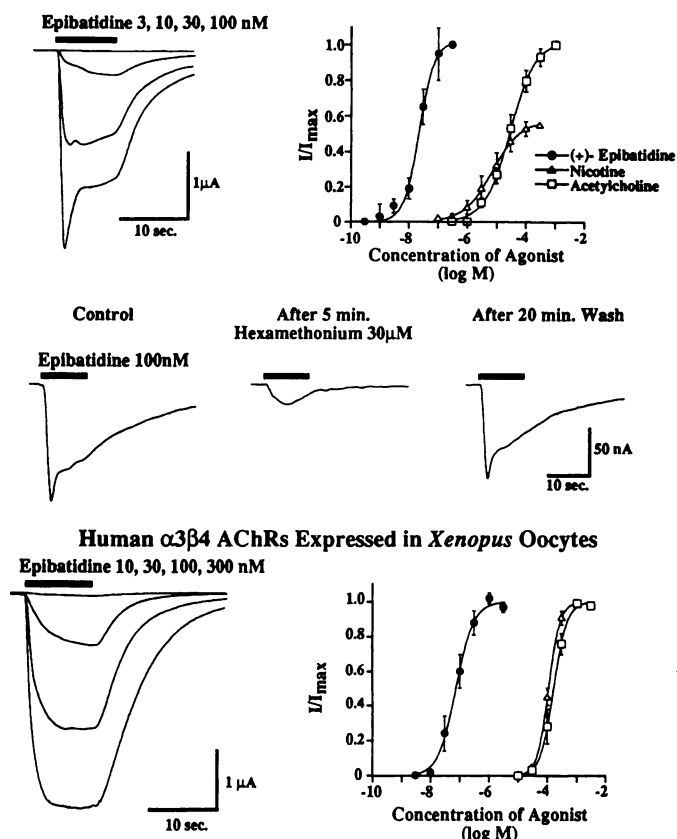 Epibatidine 3, 10, 30, 100 nM
1μA
10 sec.
I/Imax
1.0
0.8
0.6
0.4
0.2
0
-10
-8
-6
-4
-2
Concentration of Agonist
(log M)
(+)- Epibatidine
Nicotine
Acetylcholine
Control
After 5 min.
Hexamethonium 30μM
After 20 min. Wash
Epibatidine 100nM
50 nA
10 sec.
Human α3β4 AChRs Expressed in Xenopus Oocytes
Epibatidine 10, 30, 100, 300 nM
1 μA
10 sec.
I/Imax
1.0
0.8
0.6
0.4
0.2
0
-10
-8
-6
-4
-2
Concentration of Agonist
(log M)